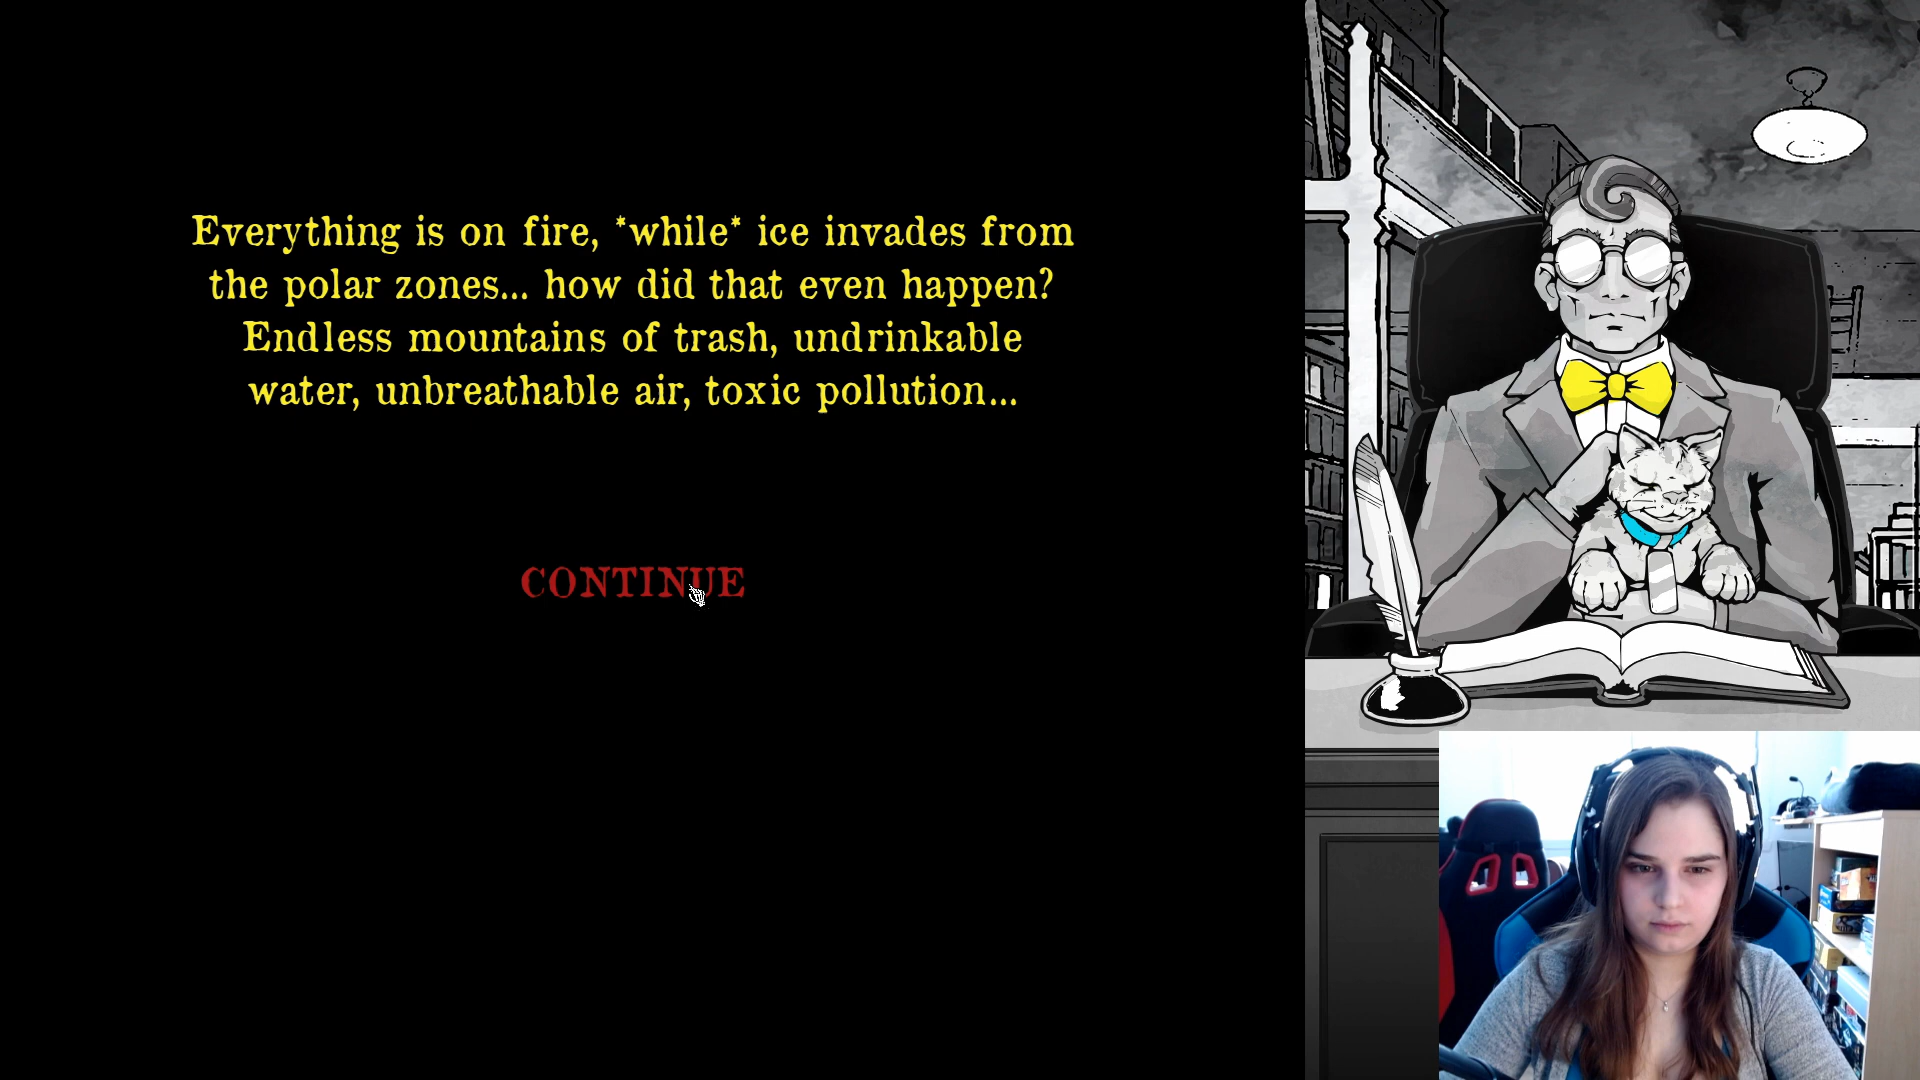 Everything is on fire, *while* ice invades from
the polar zones... how did that even happen?
Endless mountains of trash, undrinkable
water, unbreathable air, toxic pollution...
CONTINUE